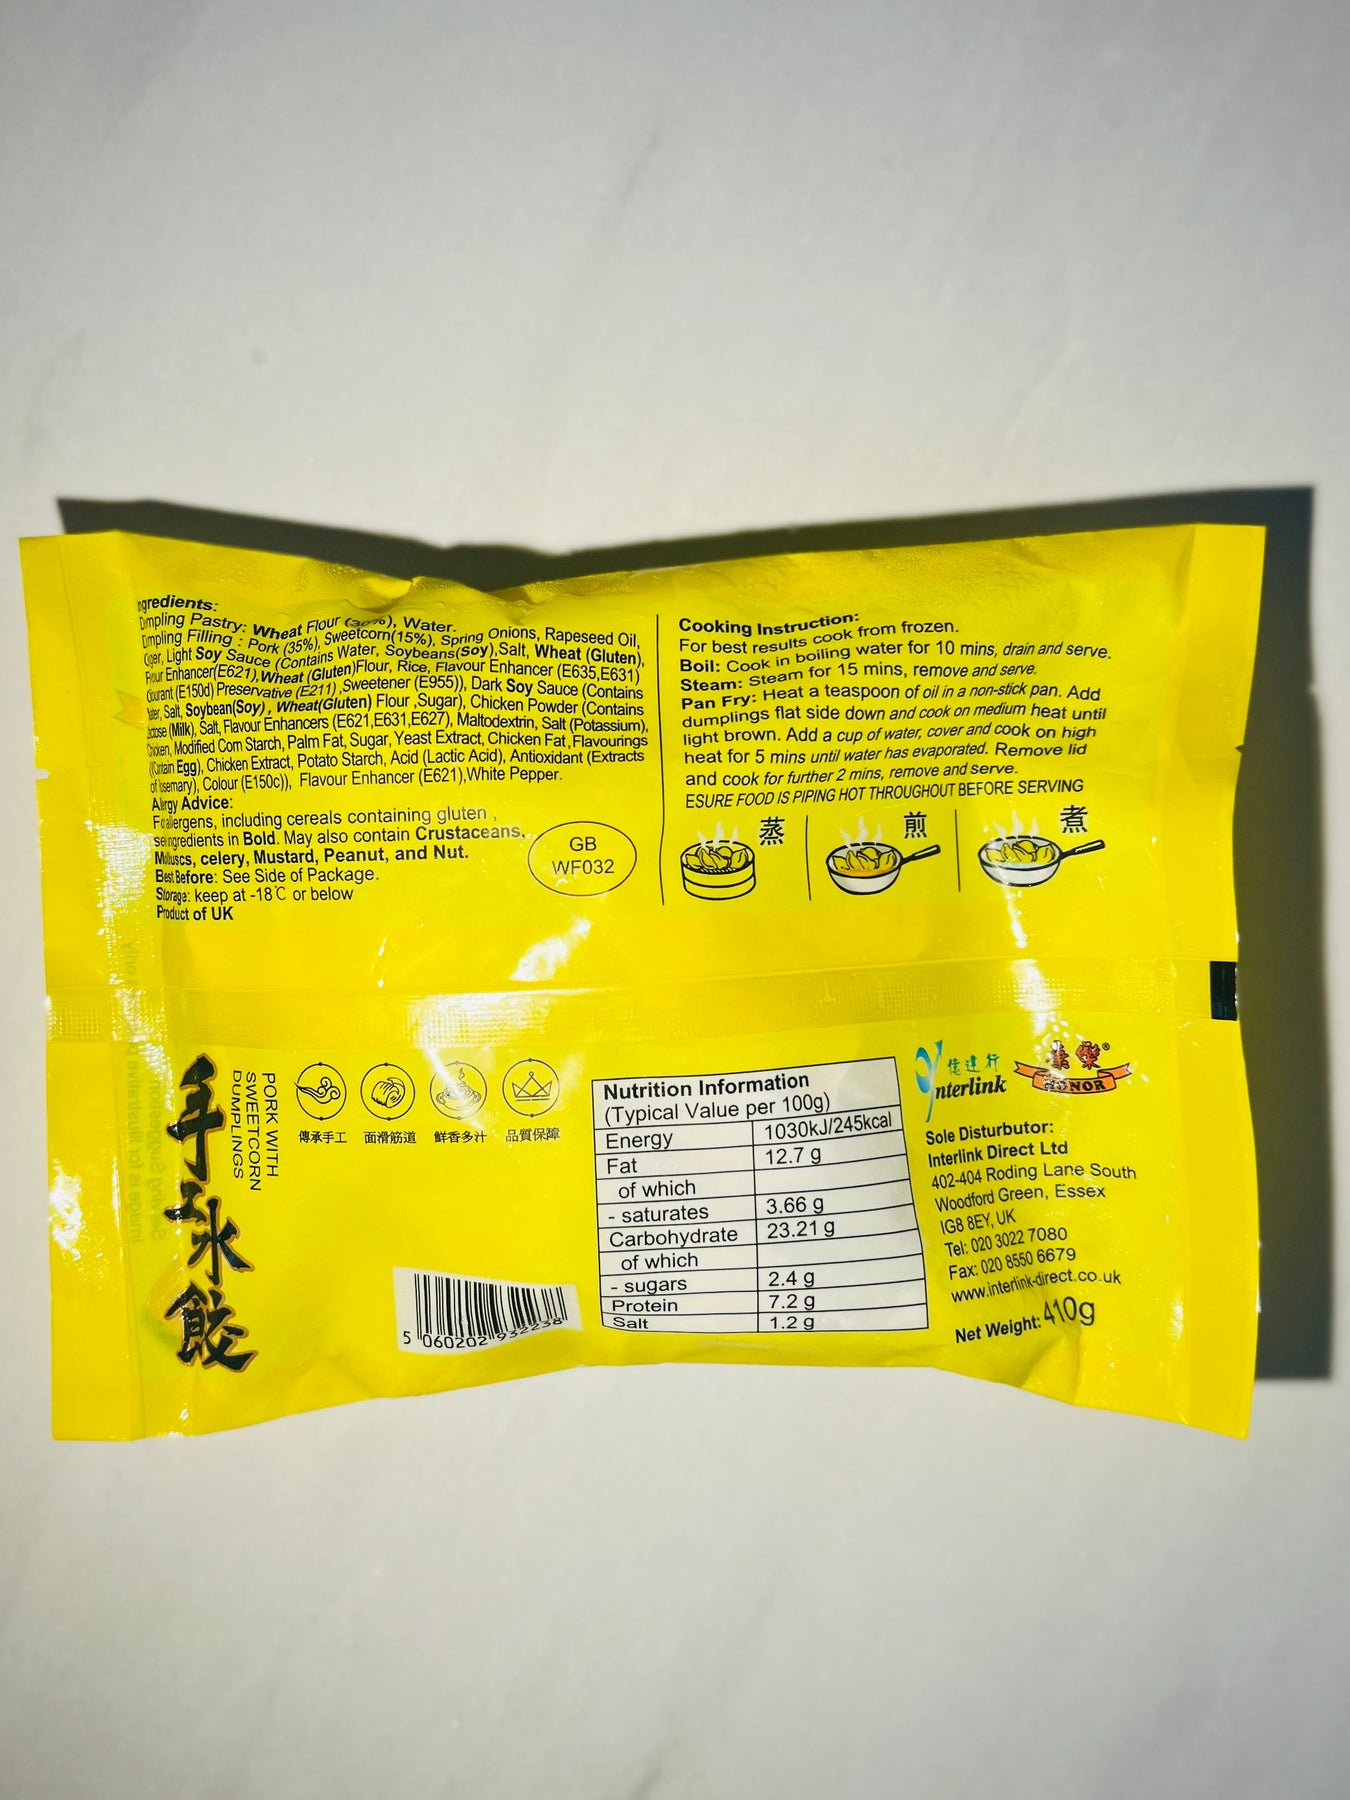 Ingredients:
Dumpling Pastry: Wheat Flour (30%), Water.
Dumpling Filling : Pork (35%), Sweetcorn(15%), Spring Onions, Rapeseed Oil,
Ginger, Light Soy Sauce (Contains Water, Soybeans(soy),Salt, Wheat (Gluten),
Flavour Enhancer(E621),Wheat (Gluten)Flour, Rice, Flavour Enhancer (E635,E631)
Colourant (E150d) Preservative (E211) ,Sweetener (E955)), Dark Soy Sauce (Contains
Water, Salt, Soybean(Soy) , Wheat(Gluten) Flour ,Sugar), Chicken Powder (Contains
Lactose (Milk), Salt, Flavour Enhancers (E621,E631,E627), Maltodextrin, Salt (Potassium),
Chicken, Modified Corn Starch, Palm Fat, Sugar, Yeast Extract, Chicken Fat, Flavourings
(Contain Egg), Chicken Extract, Potato Starch, Acid (Lactic Acid), Antioxidant (Extracts
of rosemary), Colour (E150c)), Flavour Enhancer (E621),White Pepper.
Allergy Advice:
For allergens, including cereals containing gluten ,
see ingredients in Bold. May also contain Crustaceans,
Molluscs, celery, Mustard, Peanut, and Nut.
Best Before: See Side of Package.
Storage: keep at -18℃ or below
Product of UK
GB
WF032
Cooking Instruction:
For best results cook from frozen.
Boil: Cook in boiling water for 10 mins, drain and serve.
Steam: Steam for 15 mins, remove and serve.
Pan Fry: Heat a teaspoon of oil in a non-stick pan. Add
dumplings flat side down and cook on medium heat until
light brown. Add a cup of water, cover and cook on high
heat for 5 mins until water has evaporated. Remove lid
and cook for further 2 mins, remove and serve.
ESURE FOOD IS PIPING HOT THROUGHOUT BEFORE SERVING
蒸
煎
煮
手工水餃
PORK WITH
SWEETCORN
DUMPLINGS
傳承手工
面滑筋道
鮮香多汁
品質保障
5 060202 932238
Nutrition Information
(Typical Value per 100g)
Energy 1030kJ/245kcal
Fat 12.7 g
of which
- saturates 3.66 g
Carbohydrate 23.21 g
of which
- sugars 2.4 g
Protein 7.2 g
Salt 1.2 g
億達行
Interlink
HONOR®
Sole Disturbutor:
Interlink Direct Ltd
402-404 Roding Lane South
Woodford Green, Essex
IG8 8EY, UK
Tel: 020 3022 7080
Fax: 020 8550 6679
www.interlink-direct.co.uk
Net Weight: 410g